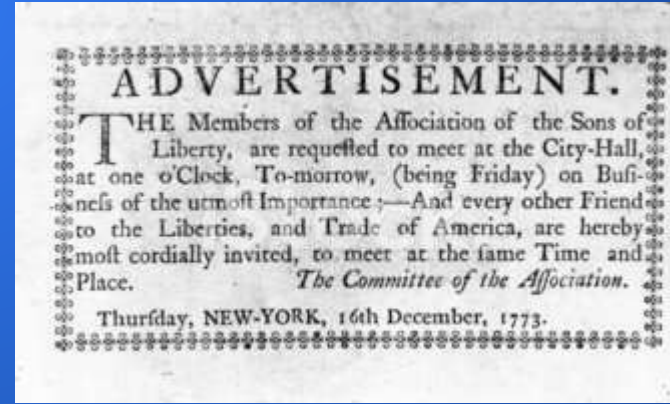 ADVERTISEMENT.
THE Members of the Aſſociation of the Sons of
Liberty, are requeſted to meet at the City-Hall,
at one o'Clock, To-morrow, (being Friday) on Buſi-
neſs of the utmoſt Importance;—And every other Friend
to the Liberties, and Trade of America, are hereby
moſt cordially invited, to meet at the ſame Time and
Place. The Committee of the Aſſociation.
Thurſday, NEW-YORK, 16th December, 1773.